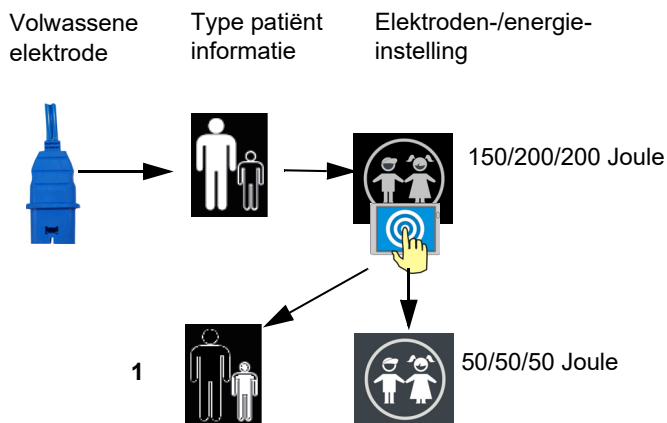 Volwassene
elektrode
Type patiënt
informatie
Elektroden-/energie-
instelling
150/200/200 Joule
1
50/50/50 Joule